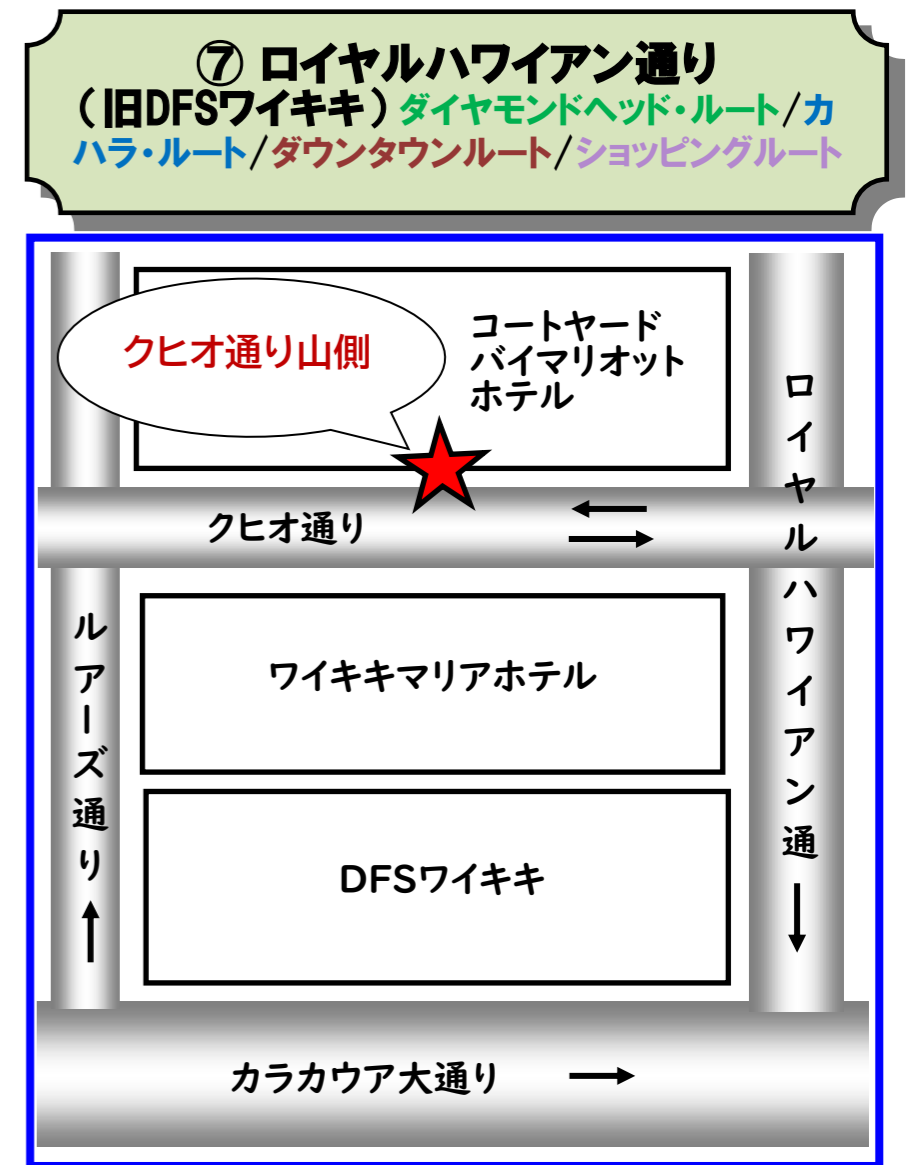 ⑦ ロイヤルハワイアン通り
（旧DFSワイキキ）ダイヤモンドヘッド・ルート/カ
ハラ・ルート/ダウンタウンルート/ショッピングルート
クヒオ通り山側
コートヤード
バイマリオット
ホテル
ロイヤルハワイアン通
クヒオ通り
ルアーズ通り
ワイキキマリアホテル
DFSワイキキ
カラカウア大通り